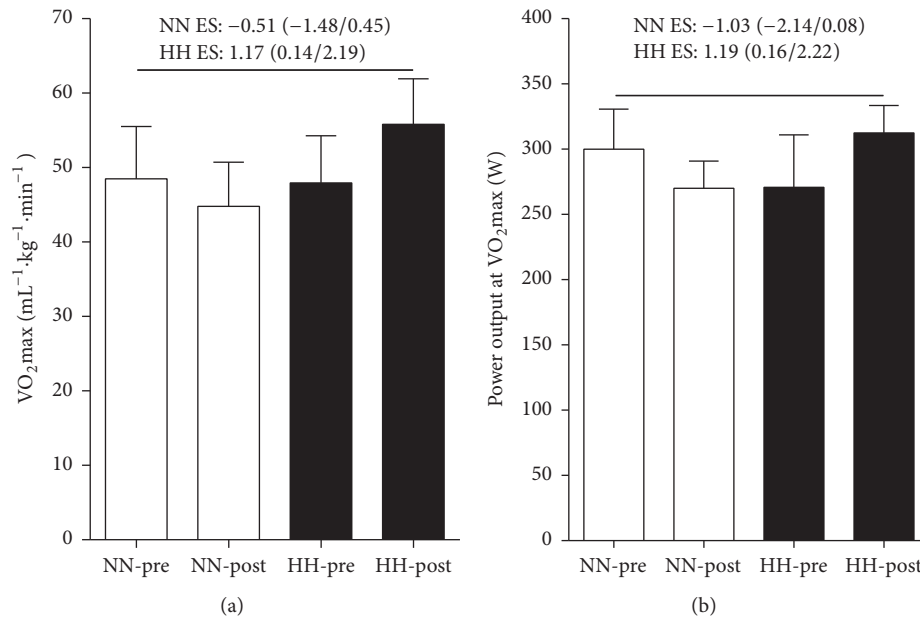 NN ES: −0.51 (−1.48/0.45)
HH ES: 1.17 (0.14/2.19)
VO₂max (mL⁻¹·kg⁻¹·min⁻¹)
70
60
50
40
30
20
10
0
NN-pre NN-post HH-pre HH-post
(a)
NN ES: −1.03 (−2.14/0.08)
HH ES: 1.19 (0.16/2.22)
Power output at VO₂max (W)
400
350
300
250
200
150
100
50
0
NN-pre NN-post HH-pre HH-post
(b)